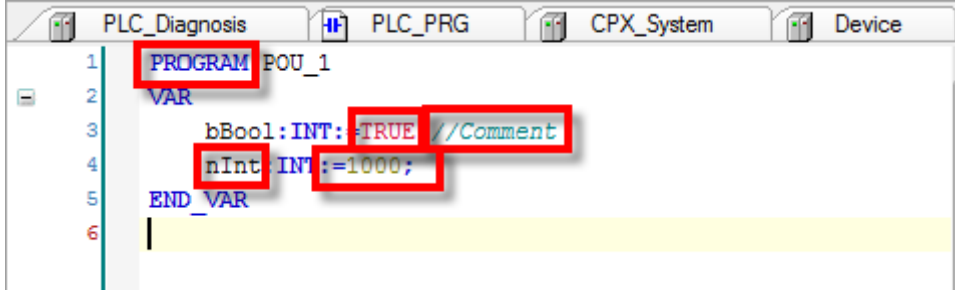 PLC_Diagnosis PLC_PRG CPX_System Device
1 PROGRAM POU_1
2 VAR
3 bBool:INT:=TRUE //Comment
4 nInt:INT:=1000;
5 END_VAR
6